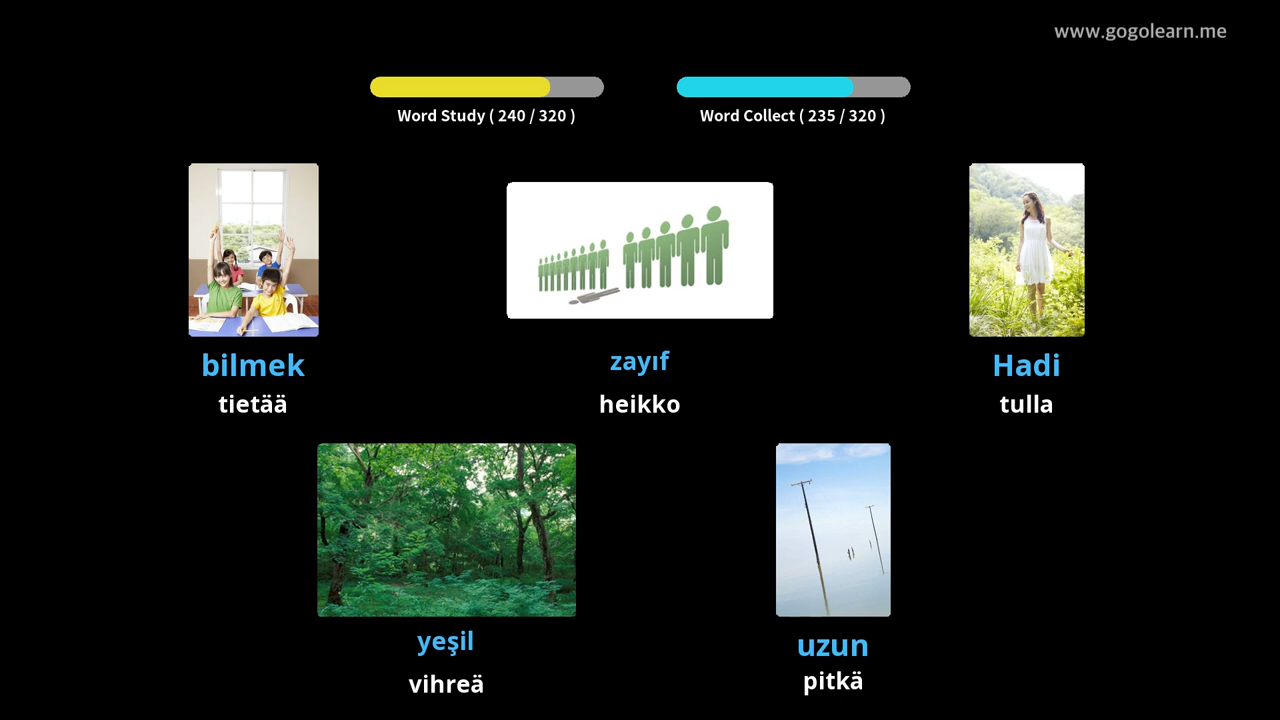 www.gogolearn.me
Word Study ( 240 / 320 )
Word Collect ( 235 / 320 )
bilmek
tietää
zayıf
heikko
Hadi
tulla
yeşil
vihreä
uzun
pitkä